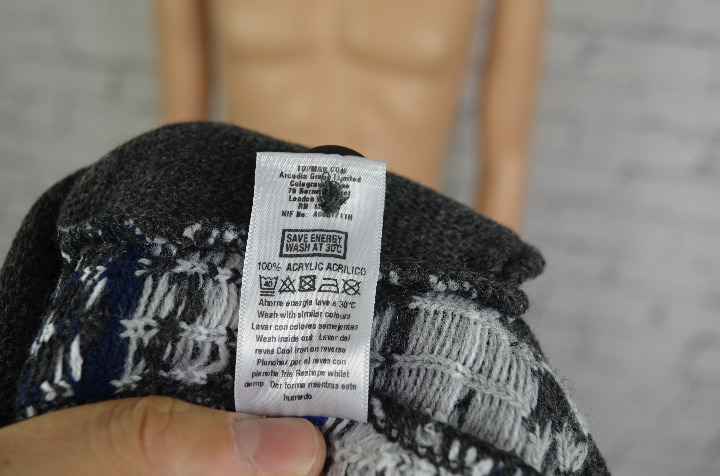 TOPMAN.COM
Arcadia Group Limited
Colegrave House
70 Berners
London
NIF No:
SAVE ENERGY
WASH AT 30°C
100% ACRYLIC ACRILICO
40
Ahorre energia lave a 30°C
Wash with similar colours
Lavar con colores semejantes
Wash inside out Lavar del
reves Cool iron on reverse
Planchar por el reves con
plancha fria Reshape whilst
damp Dar forma mientras este
humedo